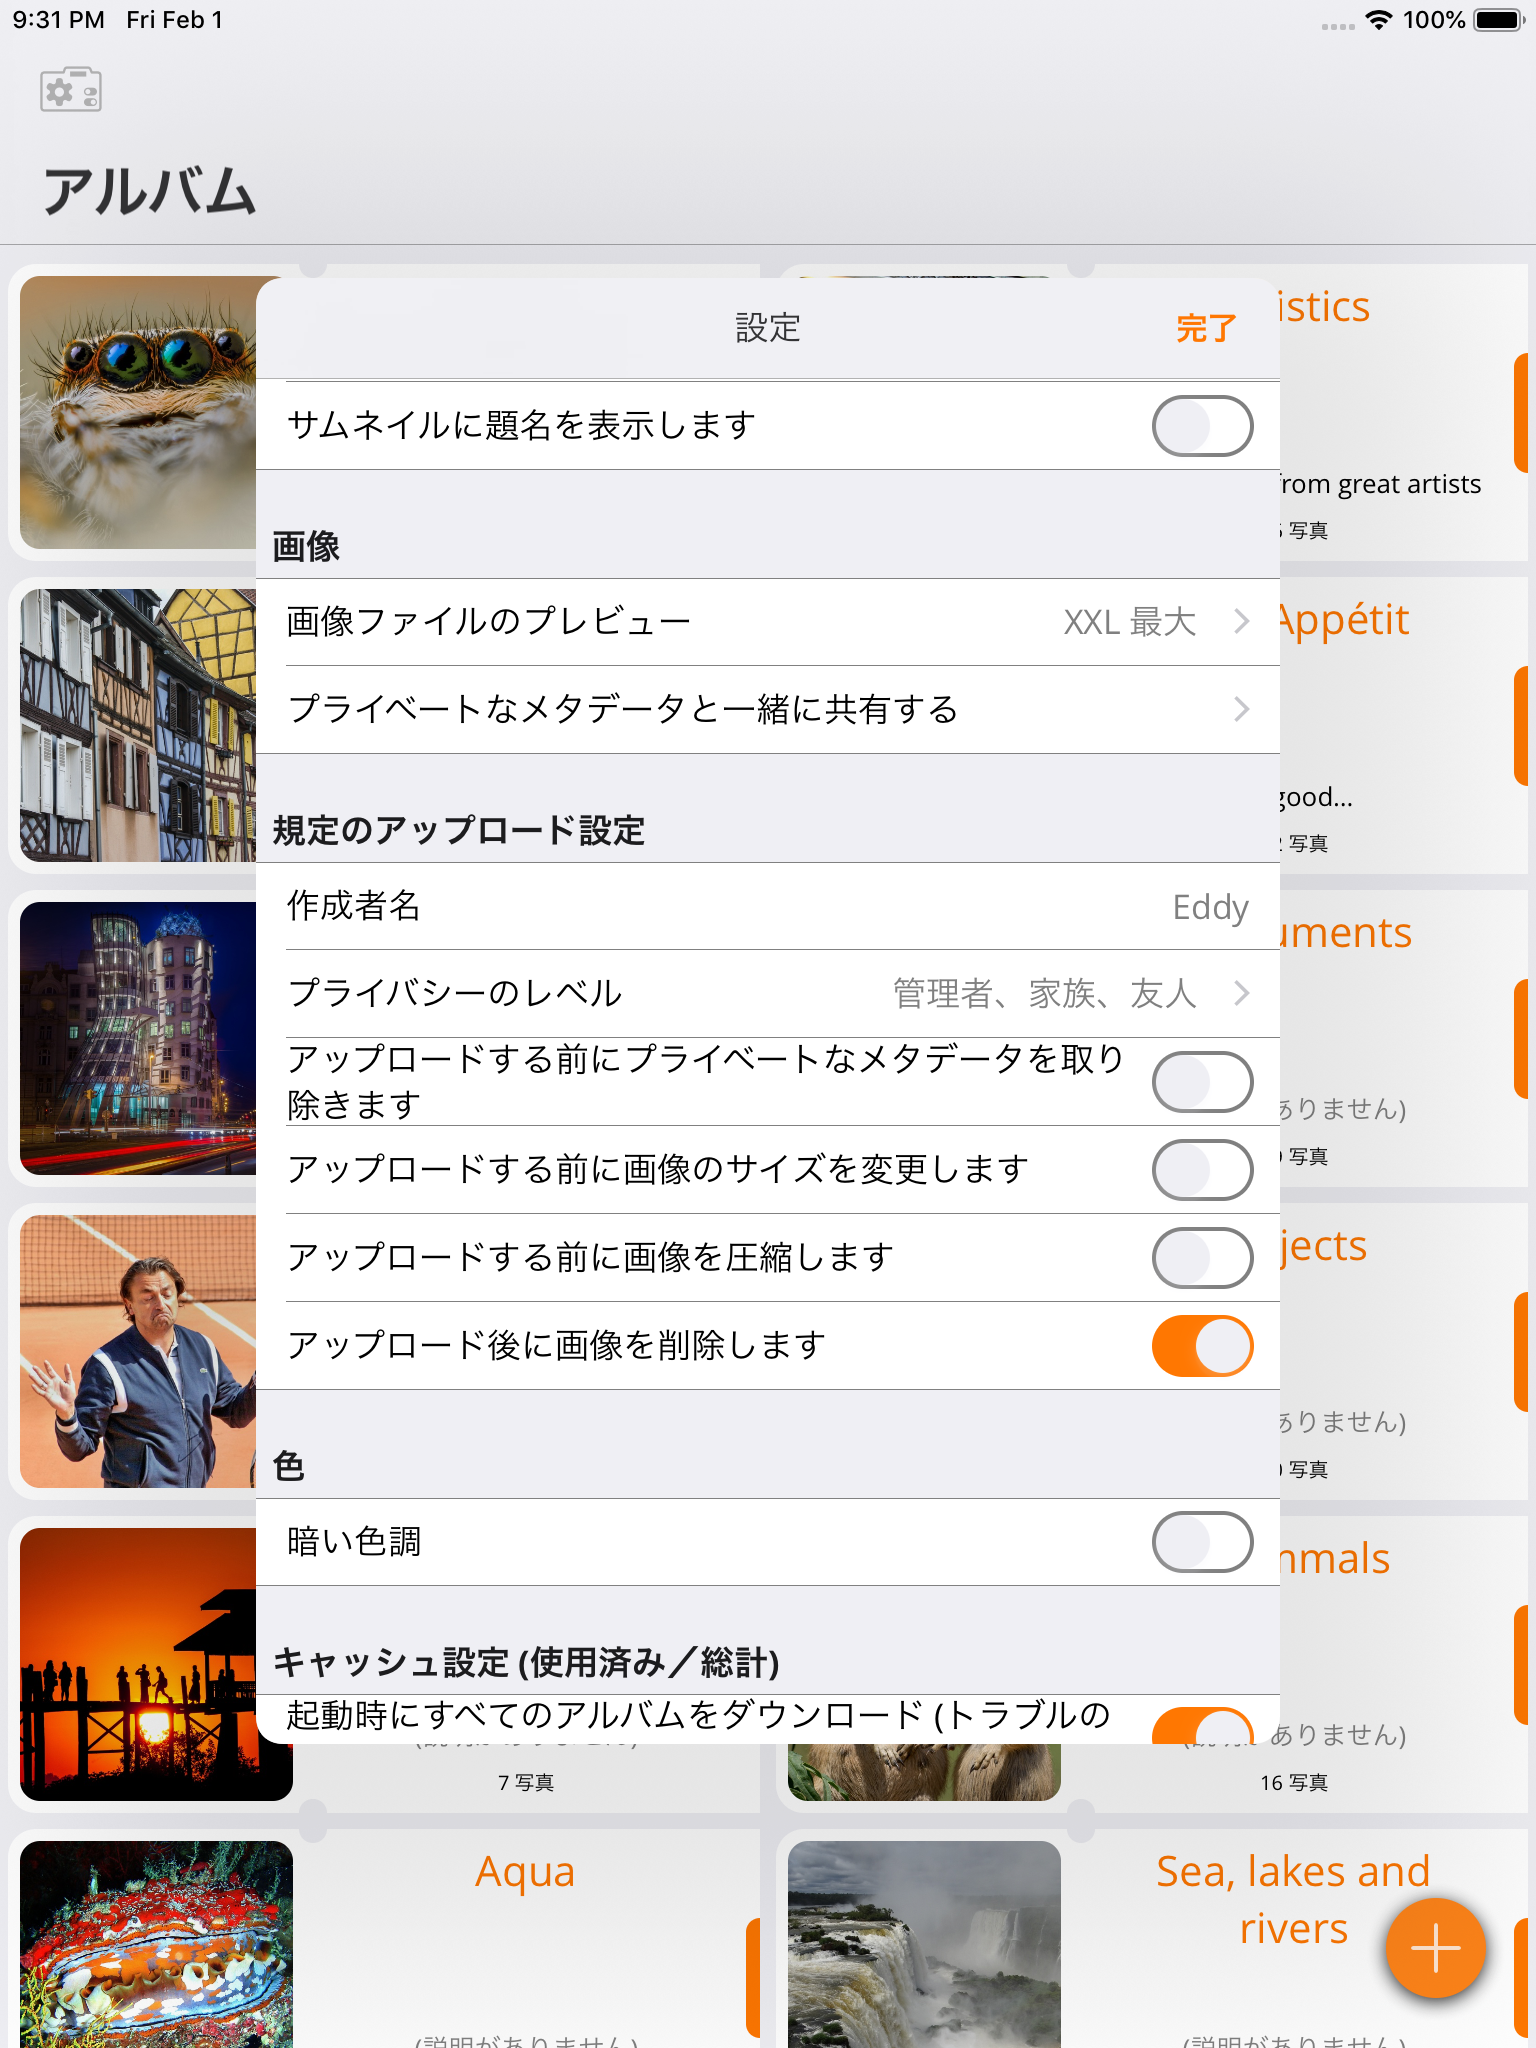 9:31 PM Fri Feb 1
100%
アルバム
設定
完了
サムネイルに題名を表示します
画像
画像ファイルのプレビュー
XXL 最大
プライベートなメタデータと一緒に共有する
規定のアップロード設定
作成者名
Eddy
プライバシーのレベル
管理者、家族、友人
アップロードする前にプライベートなメタデータを取り
除きます
アップロードする前に画像のサイズを変更します
アップロードする前に画像を圧縮します
アップロード後に画像を削除します
色
暗い色調
キャッシュ設定 (使用済み／総計)
起動時にすべてのアルバムをダウンロード (トラブルの
istics
from great artists
写真
Appétit
good...
写真
uments
ありません)
写真
jects
ありません)
写真
mmals
ありません)
7 写真
16 写真
Aqua
(説明がありません)
Sea, lakes and
rivers
(説明がありません)